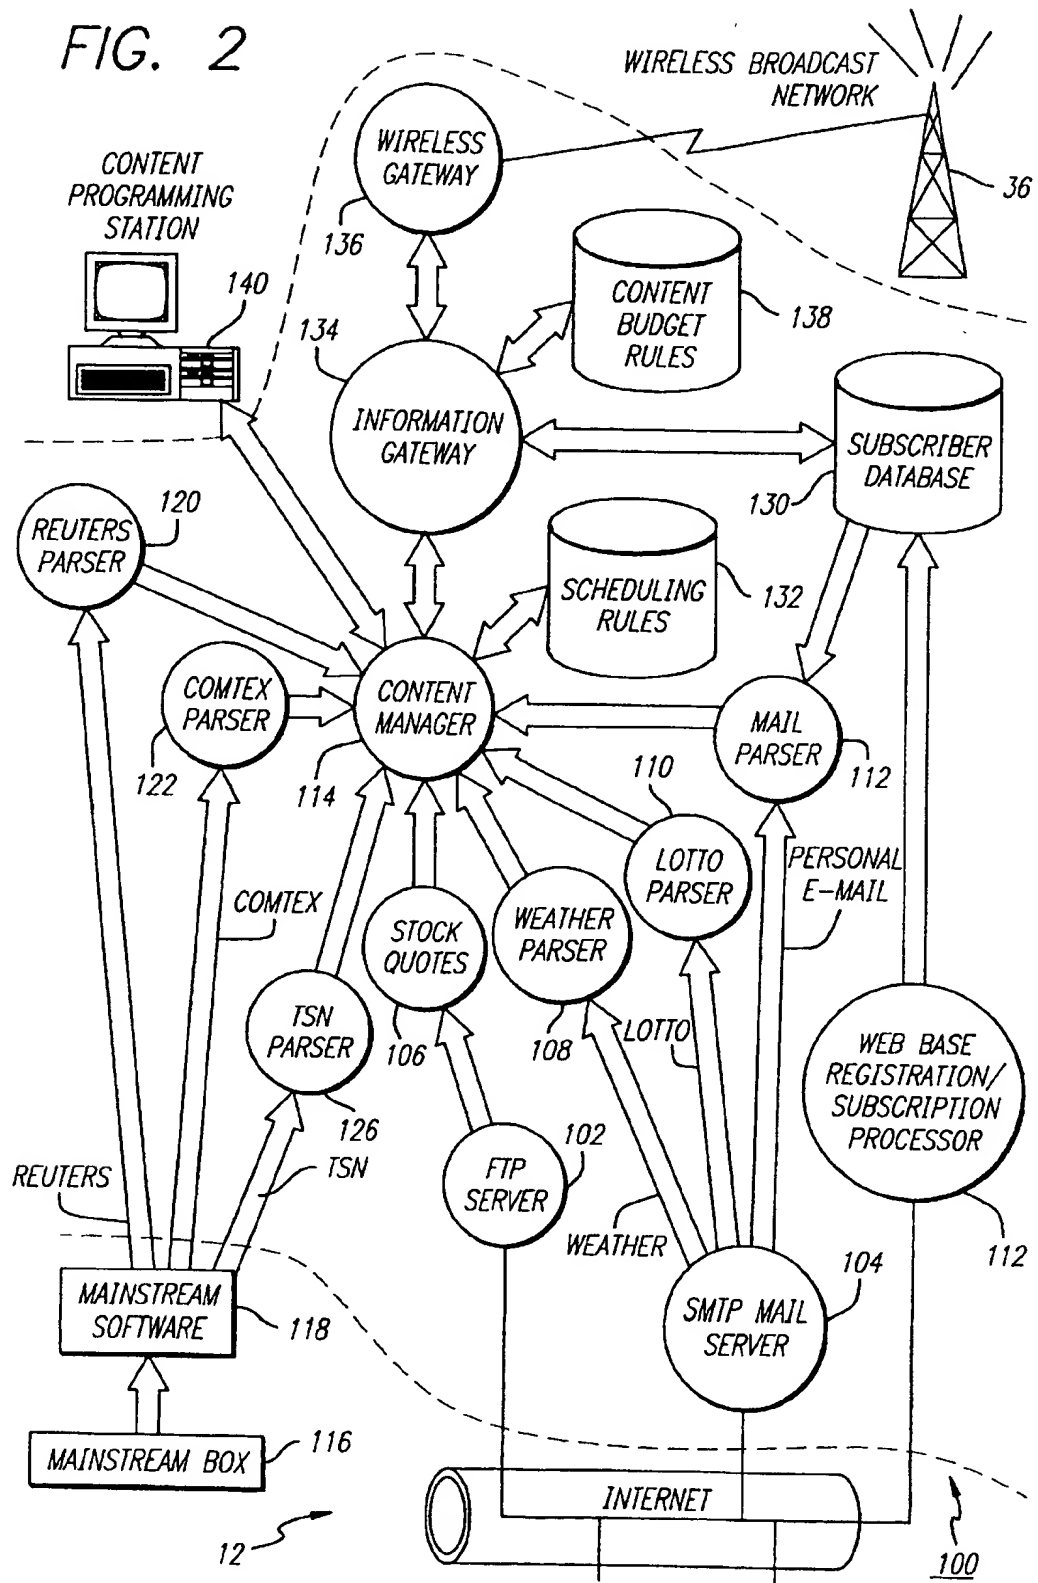 FIG. 2
WIRELESS BROADCAST
NETWORK
36
WIRELESS
GATEWAY
136
CONTENT
PROGRAMMING
STATION
140
134
CONTENT
BUDGET
RULES
138
INFORMATION
GATEWAY
SUBSCRIBER
DATABASE
130
120
REUTERS
PARSER
SCHEDULING
RULES
132
COMTEX
PARSER
122
CONTENT
MANAGER
114
MAIL
PARSER
112
110
LOTTO
PARSER
PERSONAL
E-MAIL
COMTEX
STOCK
QUOTES
106
WEATHER
PARSER
108
TSN
PARSER
126
LOTTO
WEB BASE
REGISTRATION/
SUBSCRIPTION
PROCESSOR
112
REUTERS
TSN
FTP
SERVER
102
WEATHER
SMTP MAIL
SERVER
104
MAINSTREAM
SOFTWARE
118
MAINSTREAM BOX
116
INTERNET
12
100